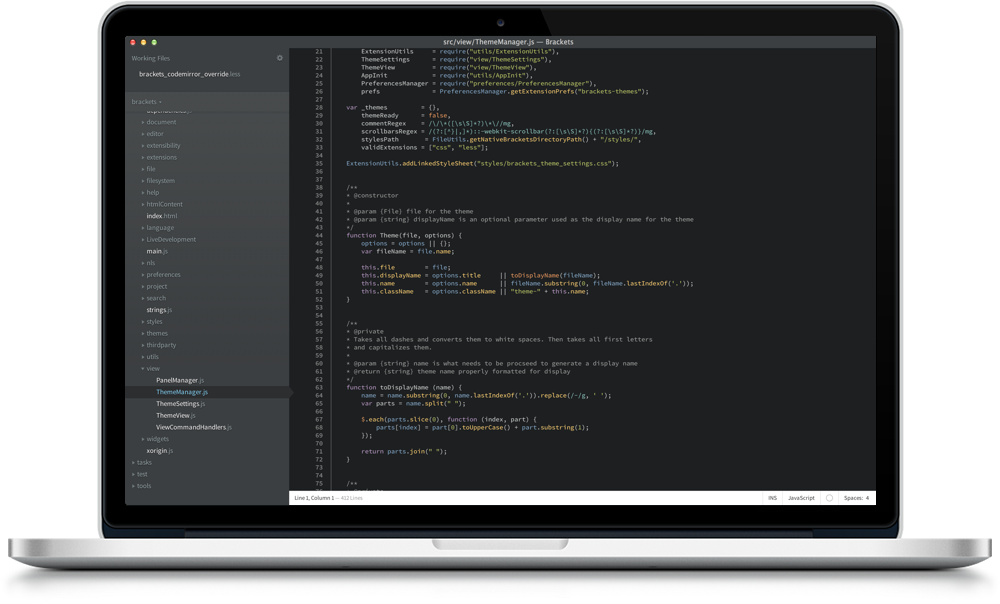 src/view/ThemeManager.js — Brackets
Working Files
brackets_codemirror_override.less
brackets
document
editor
extensibility
extensions
file
filesystem
help
htmlContent
index.html
language
LiveDevelopment
main.js
nls
preferences
project
search
strings.js
styles
themes
thirdparty
utils
view
PanelManager.js
ThemeManager.js
ThemeSettings.js
ThemeView.js
ViewCommandHandlers.js
widgets
xorigin.js
tasks
test
tools
21 ExtensionUtils = require("utils/ExtensionUtils"),
22 ThemeSettings = require("view/ThemeSettings"),
23 ThemeView = require("view/ThemeView"),
24 AppInit = require("utils/AppInit"),
25 PreferencesManager = require("preferences/PreferencesManager"),
26 prefs = PreferencesManager.getExtensionPrefs("brackets-themes");
27
28 var _themes = {},
29 themeReady = false,
30 commentRegex = /\/\*([\s\S]*?)\*\//mg,
31 scrollbarsRegex = /(?:[^}|,]*)::-webkit-scrollbar(?:[\s\S]*?)((?:[\s\S]*?)}/mg,
32 stylesPath = FileUtils.getNativeBracketsDirectoryPath() + "/styles/",
33 validExtensions = ["css", "less"];
34
35 ExtensionUtils.addLinkedStyleSheet("styles/brackets_theme_settings.css");
36
37
38 /**
39 * @constructor
40 *
41 * @param {File} file for the theme
42 * @param {string} displayName is an optional parameter used as the display name for the theme
43 */
44 function Theme(file, options) {
45 options = options || {};
46 var fileName = file.name;
47
48 this.file = file;
49 this.displayName = options.title || toDisplayName(fileName);
50 this.name = options.name || fileName.substring(0, fileName.lastIndexOf('.'));
51 this.className = options.className || "theme-" + this.name;
52 }
53
54
55 /**
56 * @private
57 * Takes all dashes and converts them to white spaces. Then takes all first letters
58 and capitalizes them.
59 *
60 * @param {string} name is what needs to be procseed to generate a display name
61 * @return {string} theme name properly formatted for display
62 */
63 function toDisplayName (name) {
64 name = name.substring(0, name.lastIndexOf('.')).replace(/-/g, ' ');
65 var parts = name.split(" ");
66
67 $.each(parts.slice(0), function (index, part) {
68 parts[index] = part[0].toUpperCase() + part.substring(1);
69 });
70
71 return parts.join(" ");
72 }
73
74
75 /**
Line 1, Column 1 — 412 Lines
INS
JavaScript
Spaces: 4